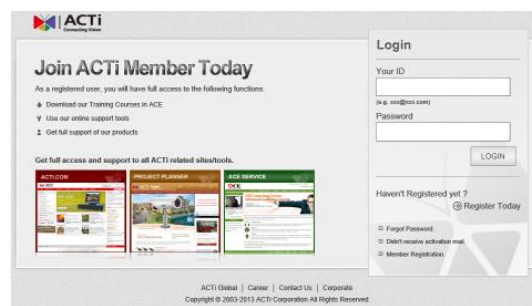 ACTi
Connecting Vision
Join ACTi Member Today
As a registered user, you will have full access to the following functions:
Download our Training Courses in ACE
Use our online support tools
Get full support of our products
Get full access and support to all ACTi related sites/tools.
ACTI.COM
PROJECT PLANNER
ACE SERVICE
Login
Your ID
(e.g. xxx@xxx.com)
Password
LOGIN
Haven't Registered yet ?
Register Today
Forgot Password.
Didn't receive activation mail.
Member Registration.
ACTi Global | Career | Contact Us | Corporate
Copyright © 2003-2013 ACTi Corporation All Rights Reserved